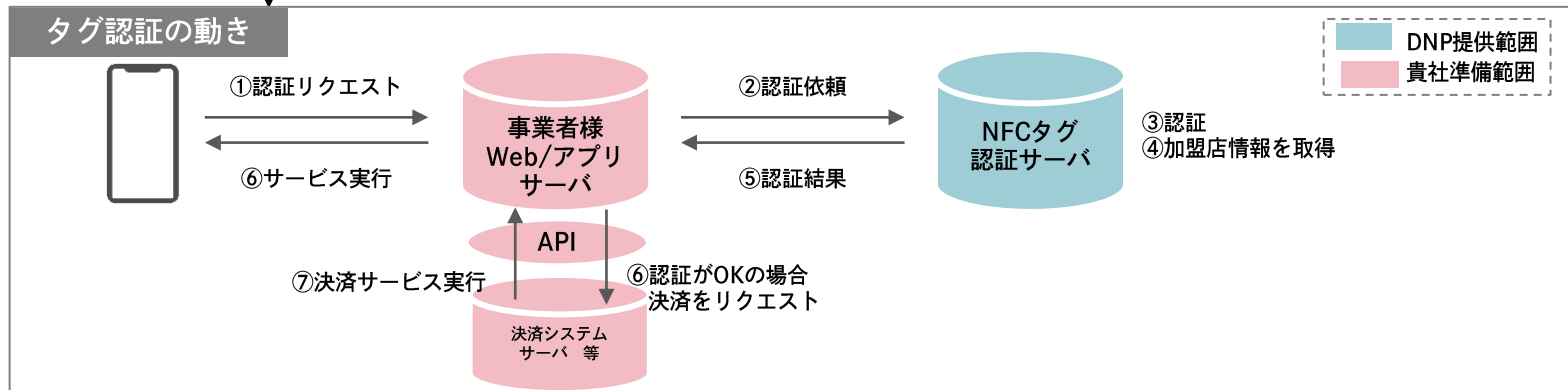 タグ認証の動き
DNP提供範囲
貴社準備範囲
①認証リクエスト
⑥サービス実行
事業者様
Web/アプリ
サーバ
②認証依頼
⑤認証結果
NFCタグ
認証サーバ
③認証
④加盟店情報を取得
API
⑦決済サービス実行
⑥認証がOKの場合
決済をリクエスト
決済システム
サーバ 等